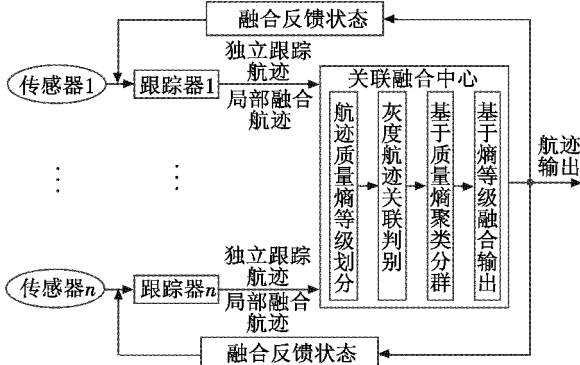 融合反馈状态
独立跟踪
航迹
传感器1
跟踪器1
局部融合
航迹
关联融合中心
航迹质量熵等级划分
灰度航迹关联判别
基于质量熵聚类分群
基于熵等级融合输出
航迹
输出
独立跟踪
航迹
传感器n
跟踪器n
局部融合
航迹
融合反馈状态